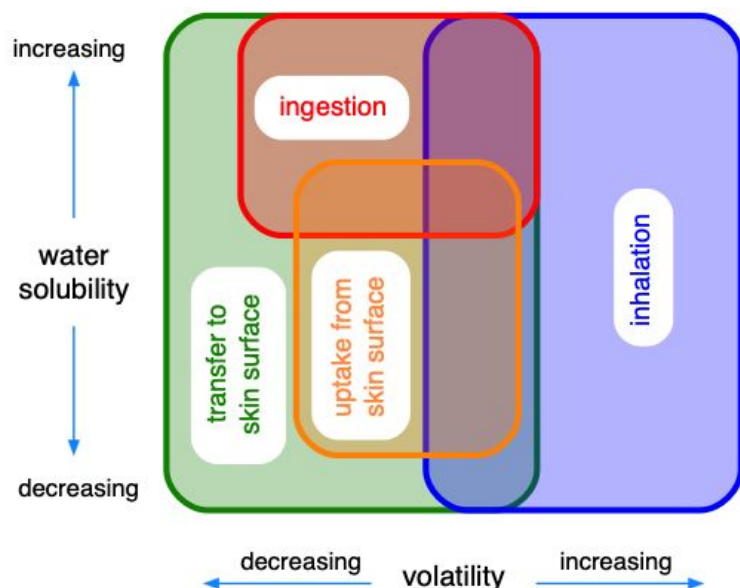 increasing
ingestion
water
solubility
inhalation
transfer to
skin surface
uptake from
skin surface
decreasing
decreasing
volatility
increasing